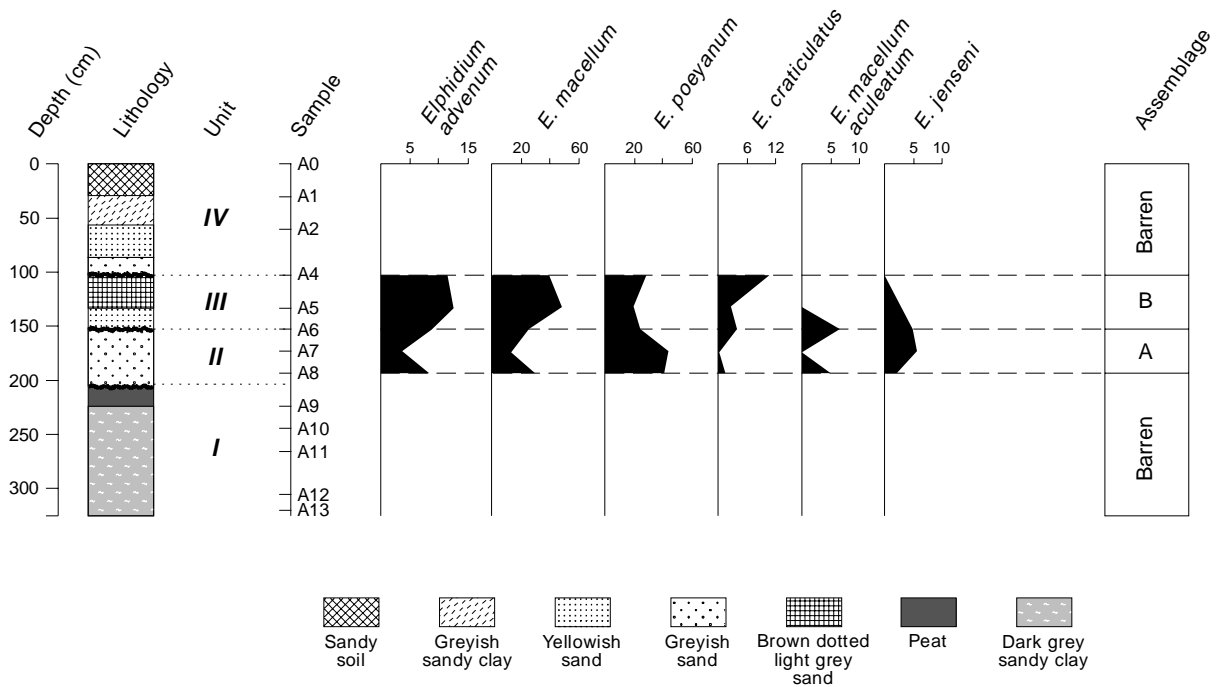 Depth (cm)
Lithology
Unit
Sample
Elphidium
advenum
E. macellum
E. poeyanum
E. craticulatus
E. macellum
aculeatum
E. jenseni
Assemblage
5 15
20 60
20 60
6 12
5 10
5 10
0
50
100
150
200
250
300
IV
III
II
I
A0
A1
A2
A4
A5
A6
A7
A8
A9
A10
A11
A12
A13
Barren
B
A
Barren
Sandy
soil
Greyish
sandy clay
Yellowish
sand
Greyish
sand
Brown dotted
light grey
sand
Peat
Dark grey
sandy clay